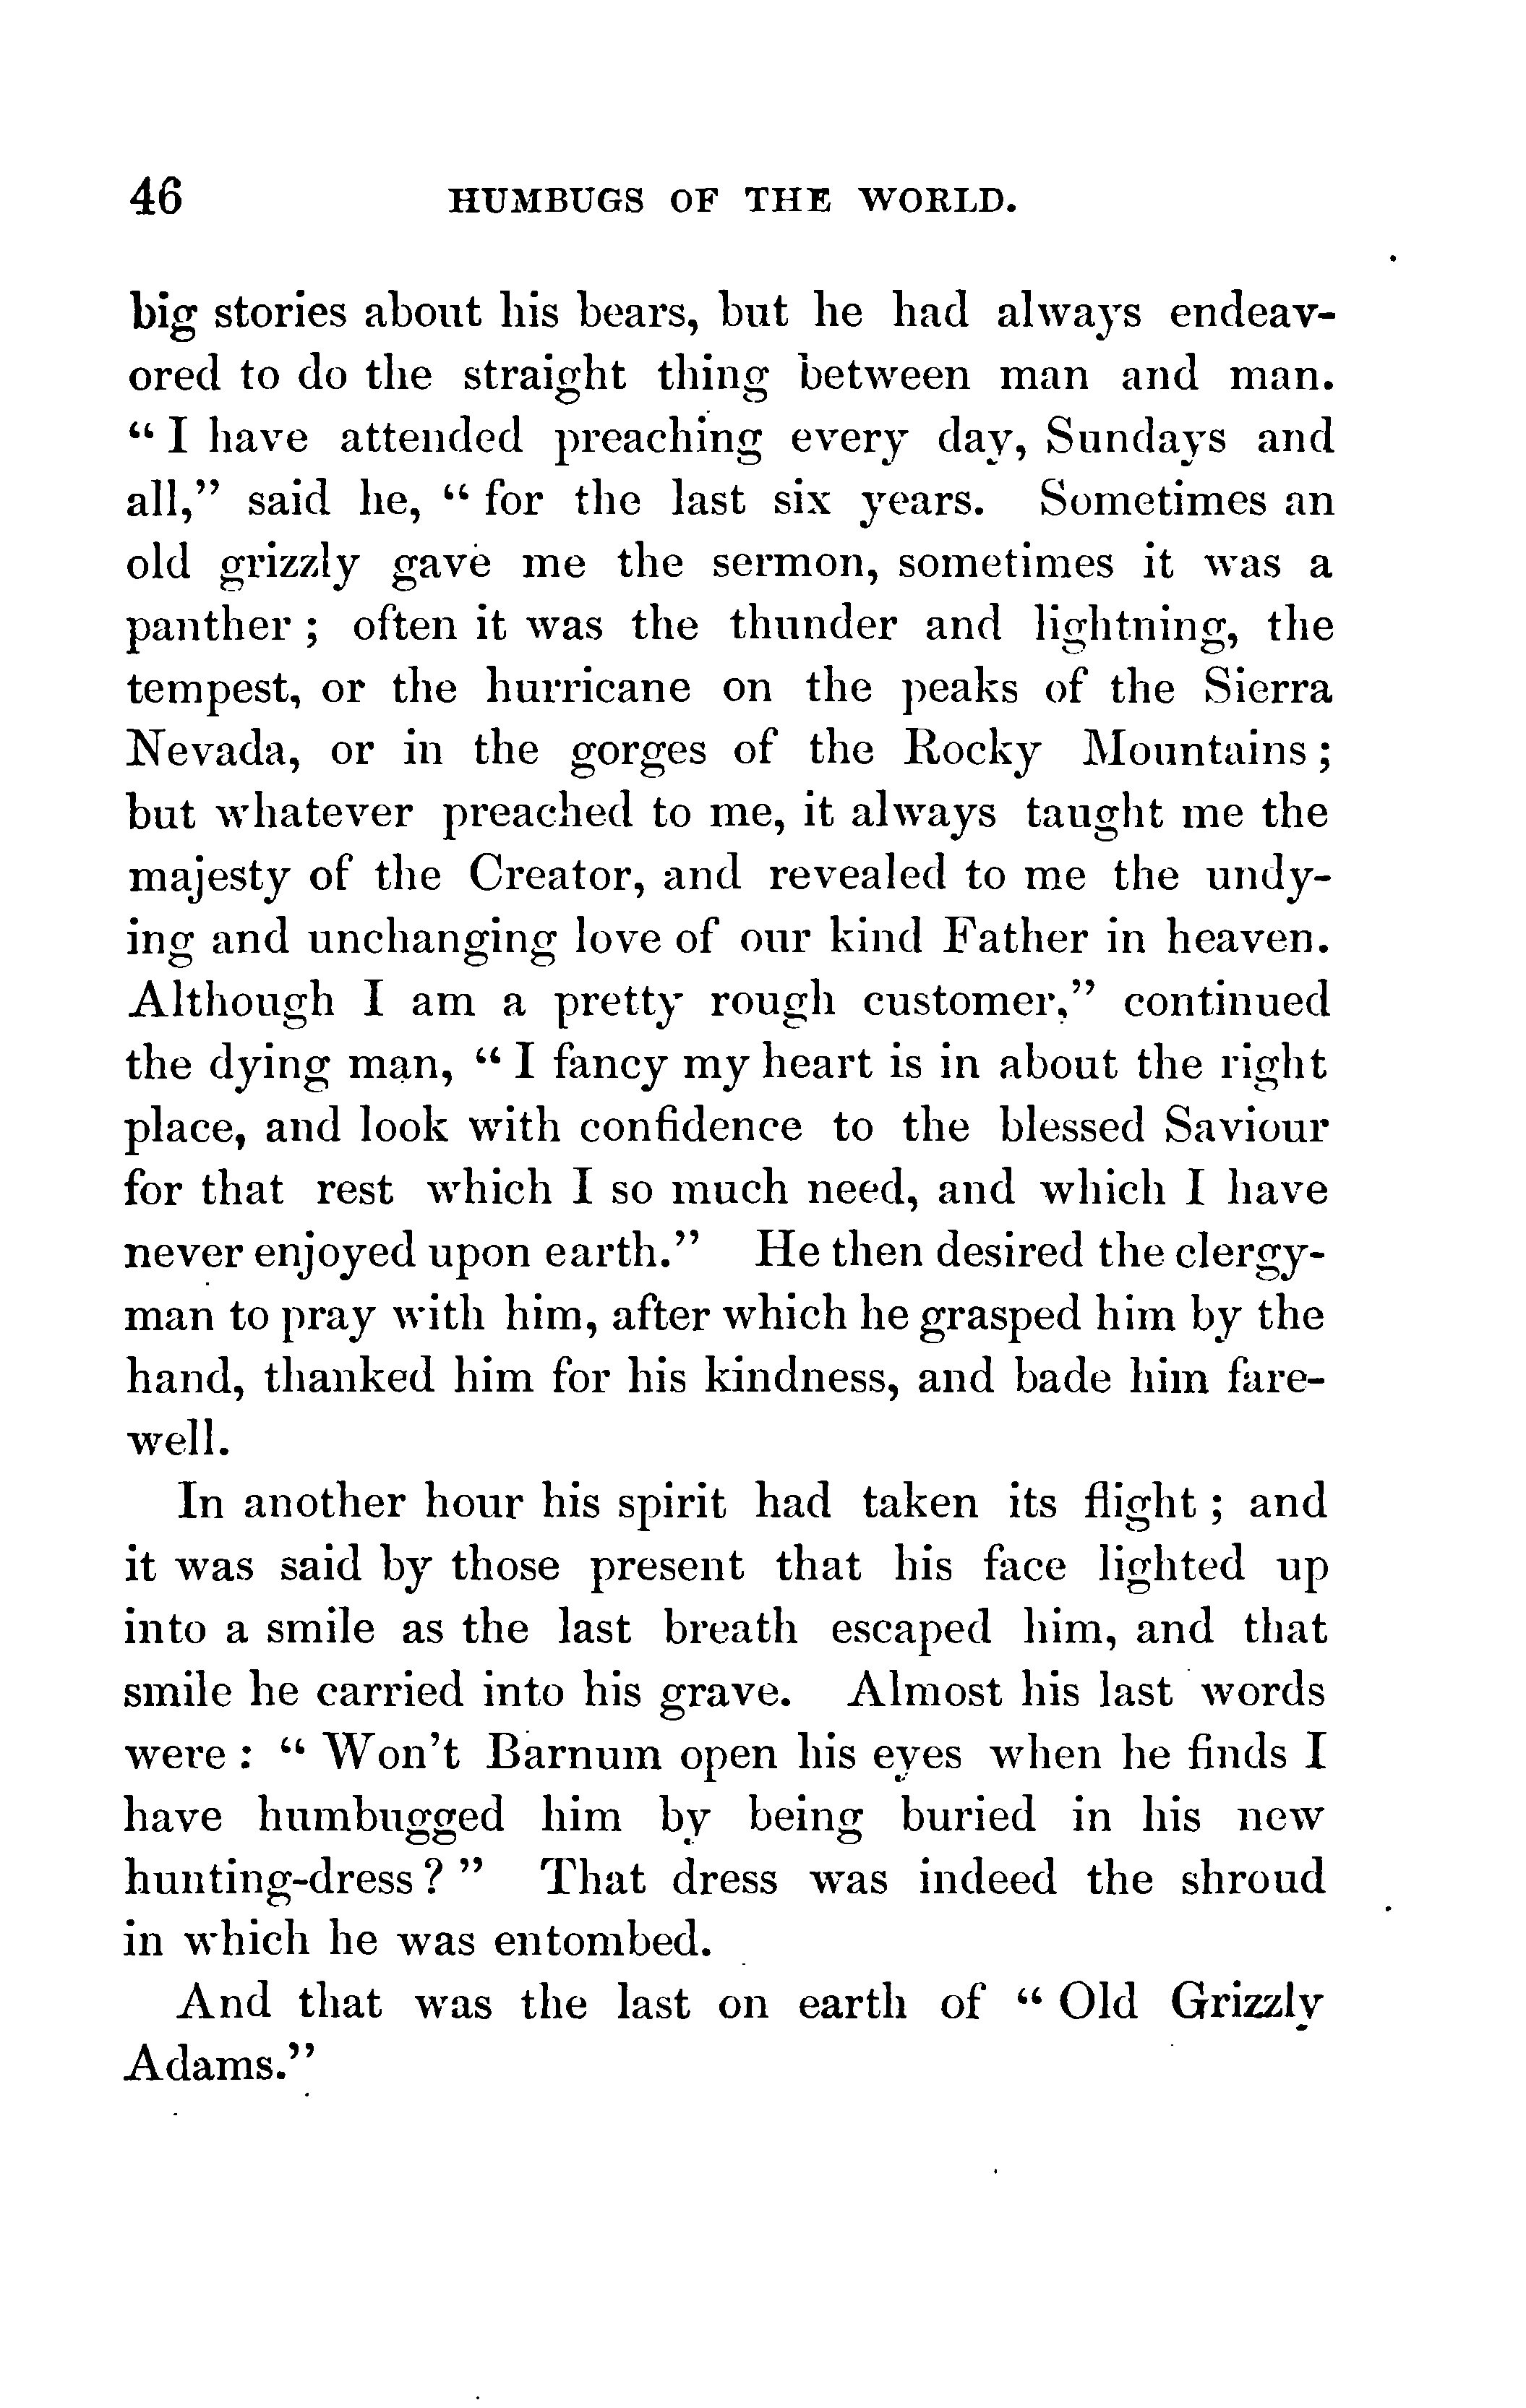 46 HUMBUGS OF THE WORLD.
big stories about his bears, but he had always endeav-
ored to do the straight thing between man and man.
“ I have attended preaching every day, Sundays and
all,” said he, “ for the last six years. Sometimes an
old grizzly gave me the sermon, sometimes it was a
panther ; often it was the thunder and lightning, the
tempest, or the hurricane on the peaks of the Sierra
Nevada, or in the gorges of the Rocky Mountains ;
but whatever preached to me, it always taught me the
majesty of the Creator, and revealed to me the undy-
ing and unchanging love of our kind Father in heaven.
Although I am a pretty rough customer,” continued
the dying man, “ I fancy my heart is in about the right
place, and look with confidence to the blessed Saviour
for that rest which I so much need, and which I have
never enjoyed upon earth.” He then desired the clergy-
man to pray with him, after which he grasped him by the
hand, thanked him for his kindness, and bade him fare-
well.
In another hour his spirit had taken its flight ; and
it was said by those present that his face lighted up
into a smile as the last breath escaped him, and that
smile he carried into his grave. Almost his last words
were : “ Won’t Barnum open his eyes when he finds I
have humbugged him by being buried in his new
hunting-dress ? ” That dress was indeed the shroud
in which he was entombed.
And that was the last on earth of “ Old Grizzly
Adams.”